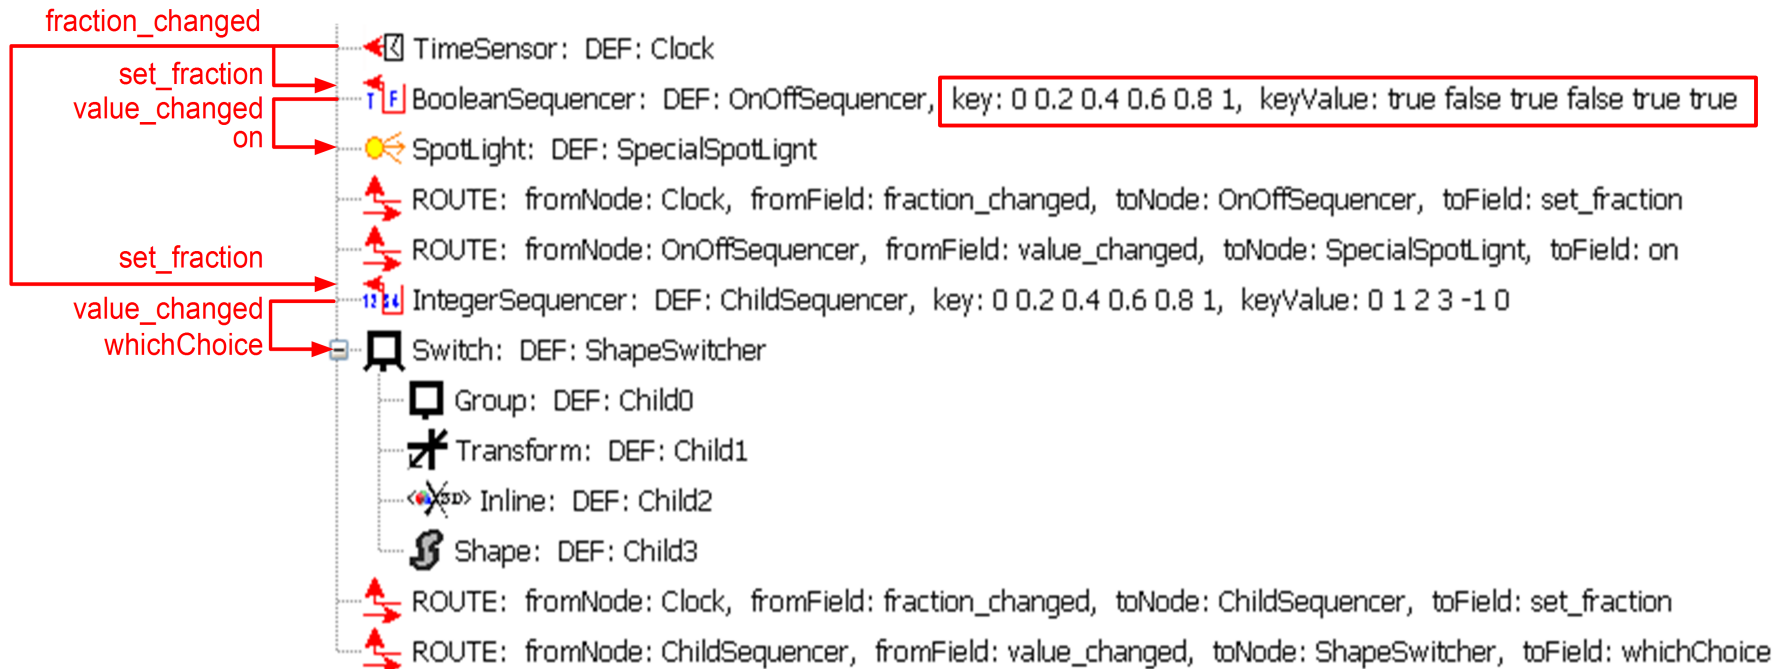 fraction_changed
TimeSensor: DEF: Clock
set_fraction
BooleanSequencer: DEF: OnOffSequencer, key: 0 0.2 0.4 0.6 0.8 1, keyValue: true false true false true true
value_changed
on
SpotLight: DEF: SpecialSpotLignt
ROUTE: fromNode: Clock, fromField: fraction_changed, toNode: OnOffSequencer, toField: set_fraction
ROUTE: fromNode: OnOffSequencer, fromField: value_changed, toNode: SpecialSpotLignt, toField: on
set_fraction
IntegerSequencer: DEF: ChildSequencer, key: 0 0.2 0.4 0.6 0.8 1, keyValue: 0 1 2 3 -1 0
value_changed
whichChoice
Switch: DEF: ShapeSwitcher
Group: DEF: Child0
Transform: DEF: Child1
Inline: DEF: Child2
Shape: DEF: Child3
ROUTE: fromNode: Clock, fromField: fraction_changed, toNode: ChildSequencer, toField: set_fraction
ROUTE: fromNode: ChildSequencer, fromField: value_changed, toNode: ShapeSwitcher, toField: whichChoice